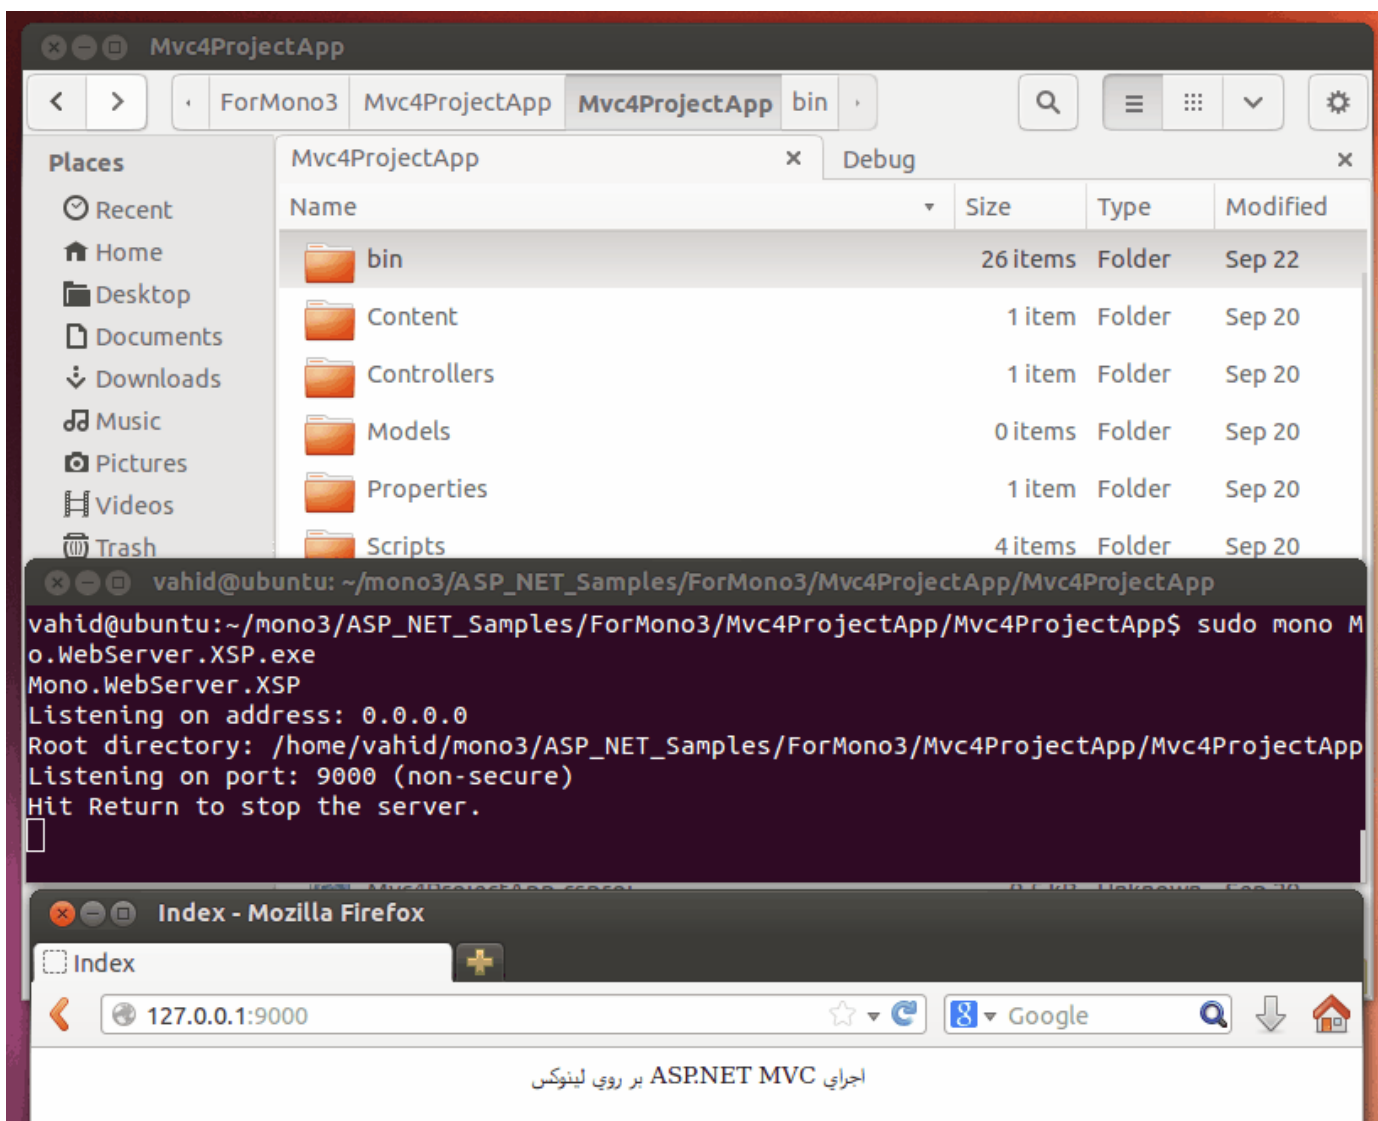 Mvc4ProjectApp
ForMono3 Mvc4ProjectApp Mvc4ProjectApp bin
Places
Recent
Home
Desktop
Documents
Downloads
Music
Pictures
Videos
Trash
Mvc4ProjectApp Debug
Name Size Type Modified
bin 26 items Folder Sep 22
Content 1 item Folder Sep 20
Controllers 1 item Folder Sep 20
Models 0 items Folder Sep 20
Properties 1 item Folder Sep 20
Scripts 4 items Folder Sep 20
vahid@ubuntu: ~/mono3/ASP_NET_Samples/ForMono3/Mvc4ProjectApp/Mvc4ProjectApp
vahid@ubuntu:~/mono3/ASP_NET_Samples/ForMono3/Mvc4ProjectApp/Mvc4ProjectApp$ sudo mono M
o.WebServer.XSP.exe
Mono.WebServer.XSP
Listening on address: 0.0.0.0
Root directory: /home/vahid/mono3/ASP_NET_Samples/ForMono3/Mvc4ProjectApp/Mvc4ProjectApp
Listening on port: 9000 (non-secure)
Hit Return to stop the server.
Index - Mozilla Firefox
Index
127.0.0.1:9000 8 Google
اجراي ASP.NET MVC بر روي لينوکس